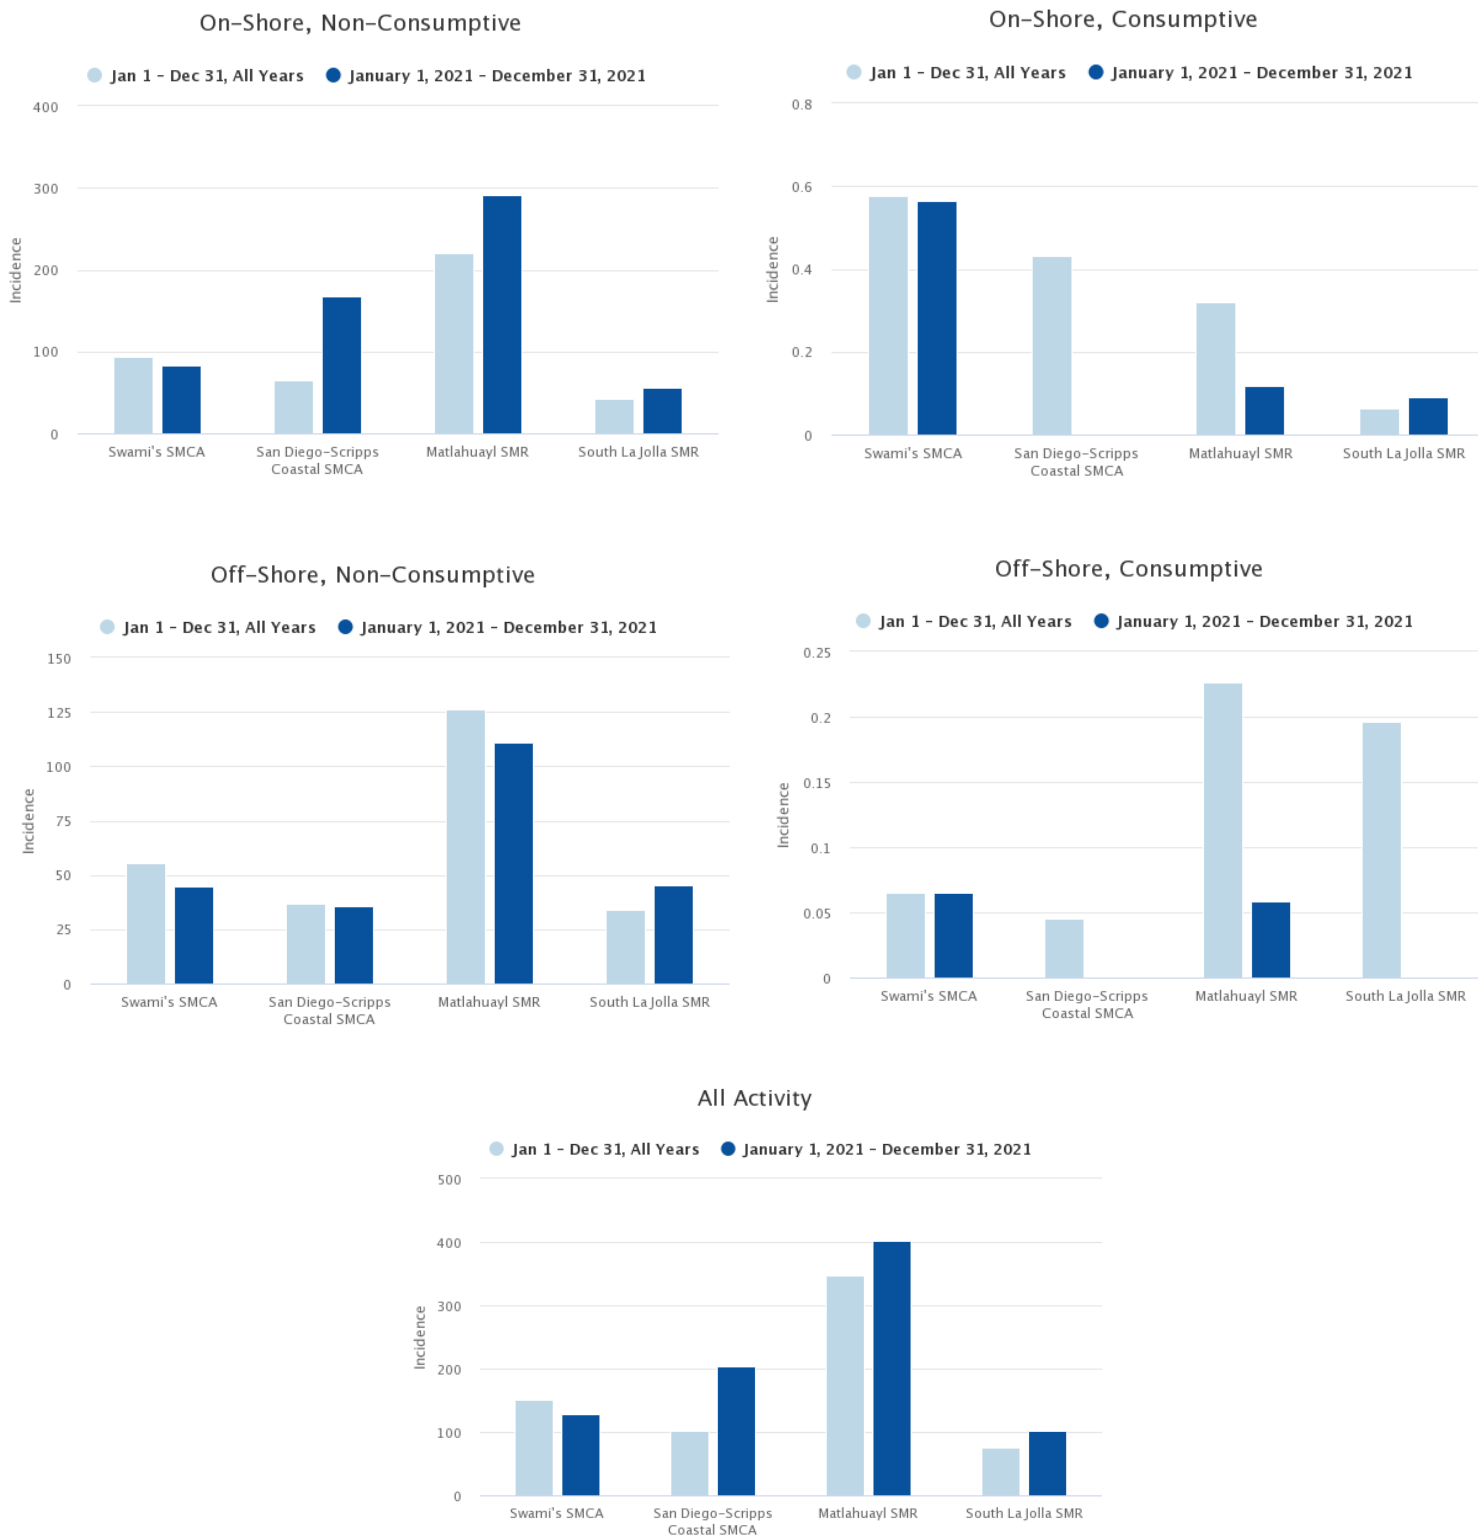 On-Shore, Non-Consumptive
Jan 1 - Dec 31, All Years January 1, 2021 - December 31, 2021
400
300
200
100
0
Incidence
Swami's SMCA San Diego-Scripps Matlahuayl SMR South La Jolla SMR
Coastal SMCA
On-Shore, Consumptive
Jan 1 - Dec 31, All Years January 1, 2021 - December 31, 2021
0.8
0.6
0.4
0.2
0
Incidence
Swami's SMCA San Diego-Scripps Matlahuayl SMR South La Jolla SMR
Coastal SMCA
Off-Shore, Non-Consumptive
Jan 1 - Dec 31, All Years January 1, 2021 - December 31, 2021
150
125
100
75
50
25
0
Incidence
Swami's SMCA San Diego-Scripps Matlahuayl SMR South La Jolla SMR
Coastal SMCA
Off-Shore, Consumptive
Jan 1 - Dec 31, All Years January 1, 2021 - December 31, 2021
0.25
0.2
0.15
0.1
0.05
0
Incidence
Swami's SMCA San Diego-Scripps Matlahuayl SMR South La Jolla SMR
Coastal SMCA
All Activity
Jan 1 - Dec 31, All Years January 1, 2021 - December 31, 2021
500
400
300
200
100
0
Incidence
Swami's SMCA San Diego-Scripps Matlahuayl SMR South La Jolla SMR
Coastal SMCA